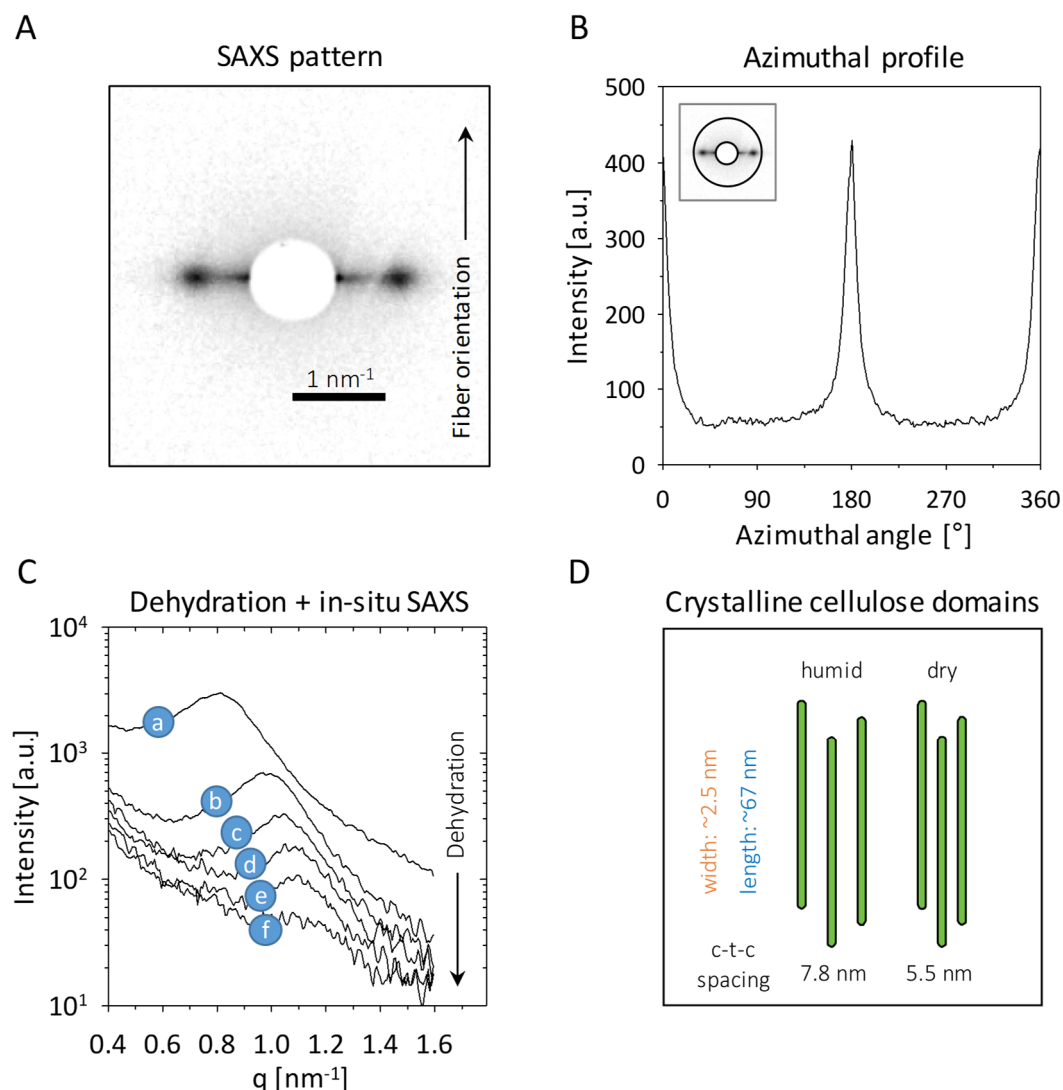 A
SAXS pattern
Fiber orientation
1 nm⁻¹
B
Azimuthal profile
Intensity [a.u.]
500
400
300
200
100
0
0 90 180 270 360
Azimuthal angle [°]
C
Dehydration + in-situ SAXS
Intensity [a.u.]
10⁴
10³
10²
10¹
a
b
c
d
e
f
Dehydration
0.4 0.6 0.8 1.0 1.2 1.4 1.6
q [nm⁻¹]
D
Crystalline cellulose domains
humid dry
width: ~2.5 nm
length: ~67 nm
c-t-c
spacing
7.8 nm 5.5 nm